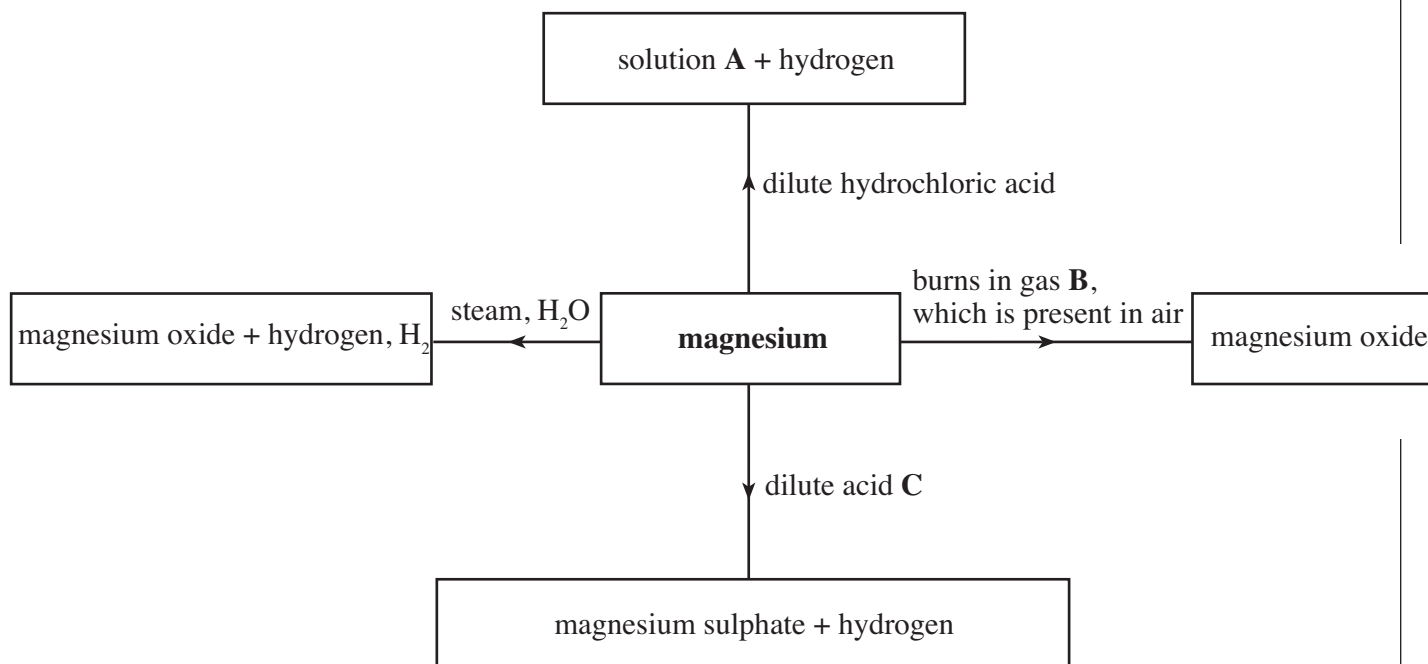 solution A + hydrogen
dilute hydrochloric acid
burns in gas B,
which is present in air
steam, H₂O
magnesium oxide + hydrogen, H₂
magnesium
magnesium oxide
dilute acid C
magnesium sulphate + hydrogen